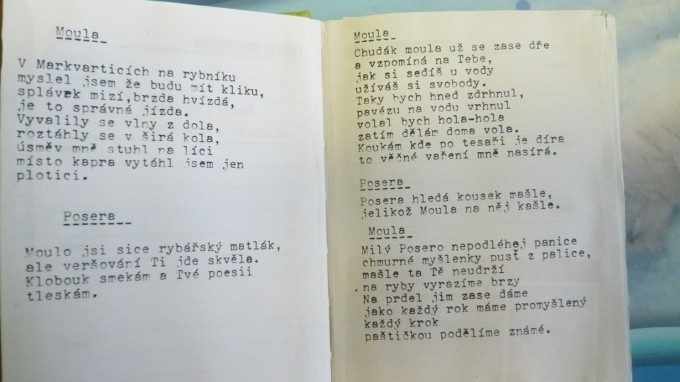 Moula
V Markvarticích na rybníku
myslel jsem že budu mít kliku,
splávek mizí,brzda hvízdá,
je to správná jízda.
Vyvalily se vlny z dola,
roztáhly se v širá kola,
úsměv mně stuhl na líci
místo kapra vytáhl jsem jen
plotici.
Posera
Moulo jsi sice rybářský matlák,
ale veršování Ti jde skvěla.
Klobouk smekám a Tvé poesii
tleskám.
Moula
Chudák moula už se zase dře
a vzpomíná na Tebe,
jak si sedíš u vody
užíváš si svobody.
Taky bych hned zdrhnul,
pavézu na vodu vrhnul
volal bych hola-hola
zatím dělám doma vola.
Koukám kde po tesaři je díra
to věčné vaření mně nasírá.
Posera
Posera hledá kousek mašle,
jelikož Moula na něj kašle.
Moula
Milý Posero nepodléhej panice
chmurné myšlenky pusť z palice,
mašle ta Tě neudrží
na ryby vyrazíme brzy
Na prdel jim zase dáme
jako každý rok máme promyšlený
každý krok
paštičkou podělíme známé.